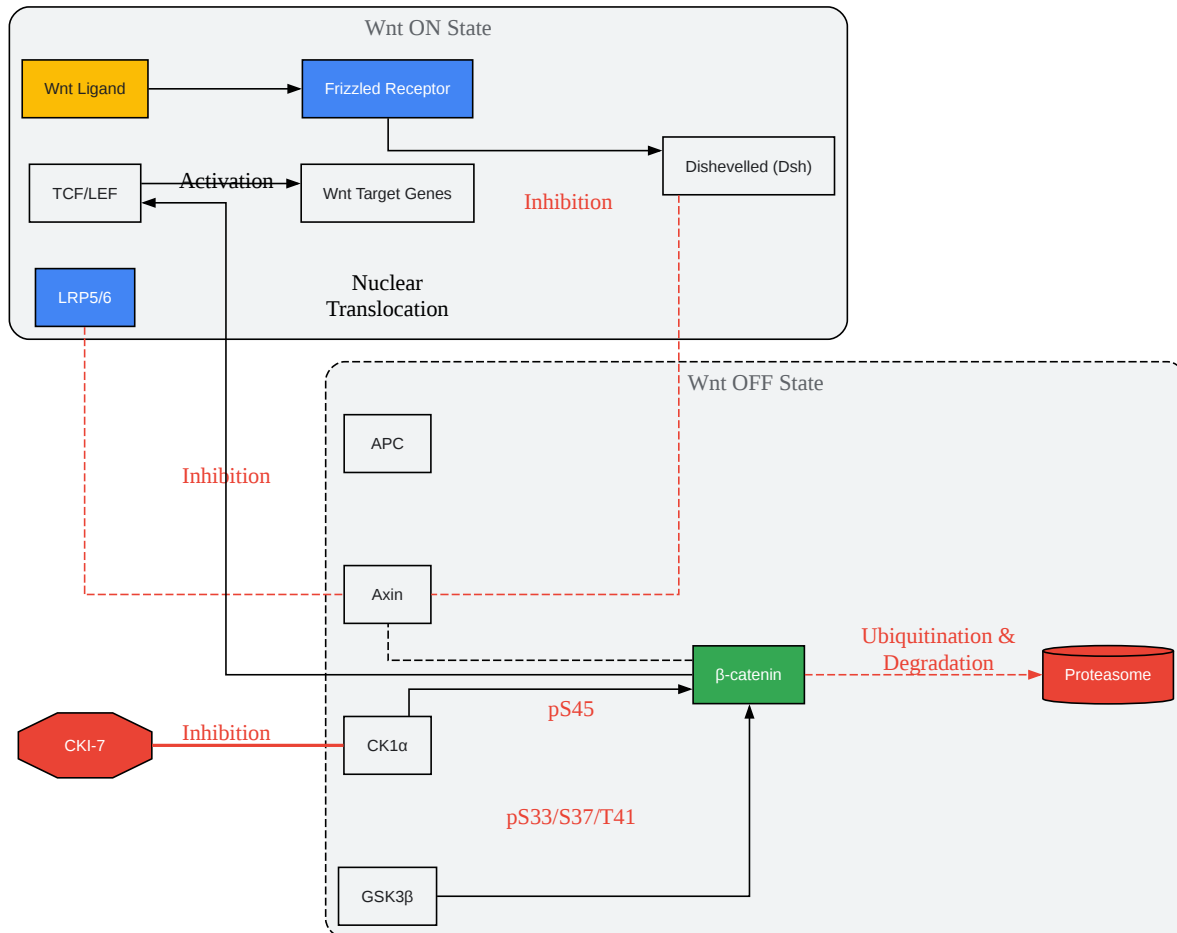 Wnt ON State
Wnt Ligand
Frizzled Receptor
Dishevelled (Dsh)
TCF/LEF
Activation
Wnt Target Genes
Inhibition
LRP5/6
Nuclear
Translocation
Wnt OFF State
APC
Inhibition
Axin
Ubiquitination &
Degradation
β-catenin
Proteasome
pS45
CKI-7
Inhibition
CK1α
pS33/S37/T41
GSK3β